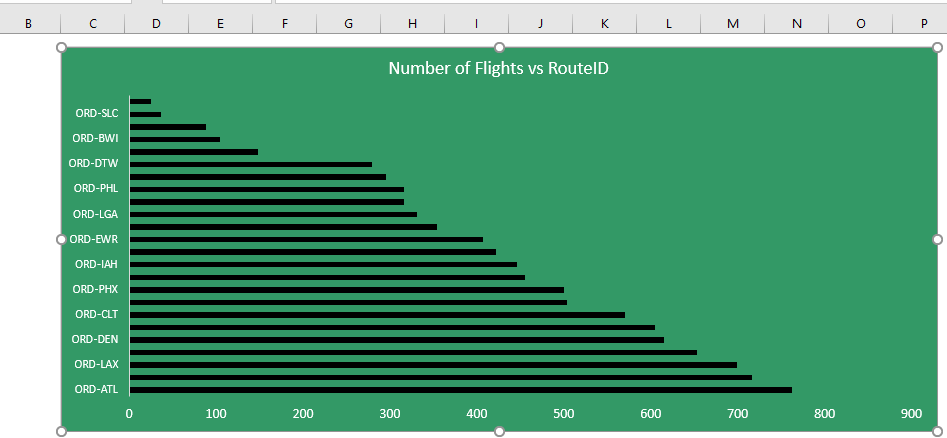 B C D E F G H I J K L M N O P
Number of Flights vs RouteID
ORD-SLC
ORD-BWI
ORD-DTW
ORD-PHL
ORD-LGA
ORD-EWR
ORD-IAH
ORD-PHX
ORD-CLT
ORD-DEN
ORD-LAX
ORD-ATL
0 100 200 300 400 500 600 700 800 900